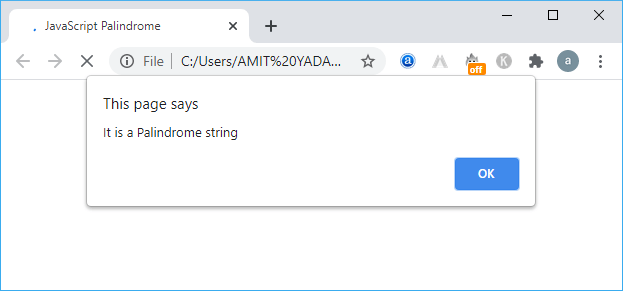 JavaScript Palindrome
File C:/Users/AMIT%20YADA...
a K a
off
This page says
It is a Palindrome string
OK